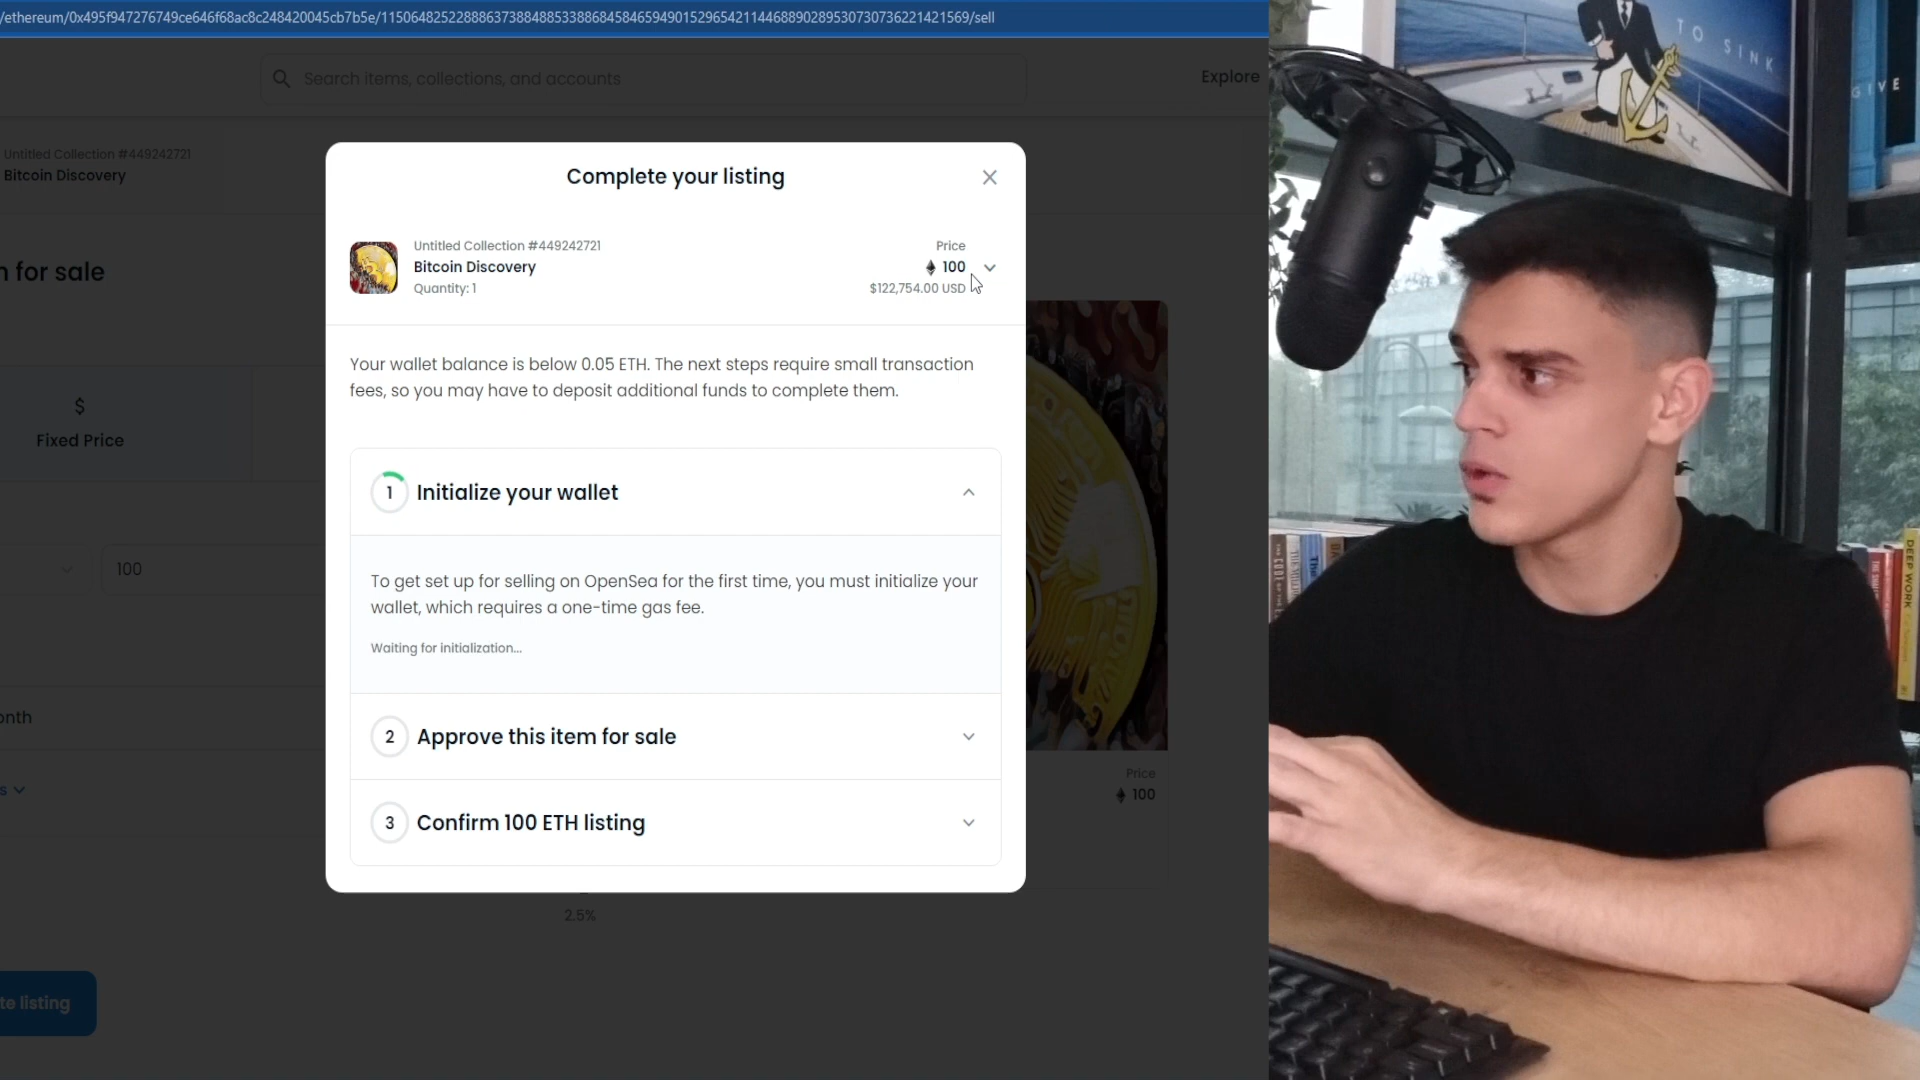 /ethereum/0x495f947276749ce646f68ac8c248420045cb7b5e/115064825228886373884885338868458465949015296542114468890289530730736221421569/sell
Search items, collections, and accounts
Explore
Untitled Collection #449242721
Bitcoin Discovery
for sale
$
Fixed Price
100
onth
s
te listing
2.5%
Price
100
Complete your listing
Untitled Collection #449242721
Bitcoin Discovery
Quantity: 1
Price
100
$122,754.00 USD
Your wallet balance is below 0.05 ETH. The next steps require small transaction
fees, so you may have to deposit additional funds to complete them.
1 Initialize your wallet
To get set up for selling on OpenSea for the first time, you must initialize your
wallet, which requires a one-time gas fee.
Waiting for initialization...
2 Approve this item for sale
3 Confirm 100 ETH listing
TO SINK
GIVE
DEEP WORK